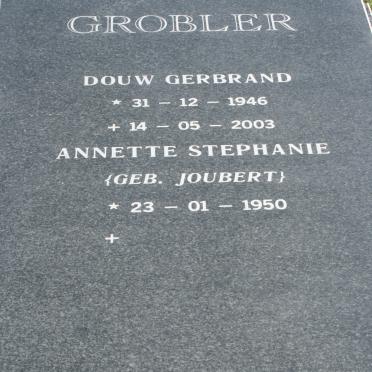 GROBLER
DOUW GERBRAND
* 31 – 12 – 1946
+ 14 – 05 – 2003
ANNETTE STEPHANIE
{GEB. JOUBERT}
* 23 – 01 – 1950
+